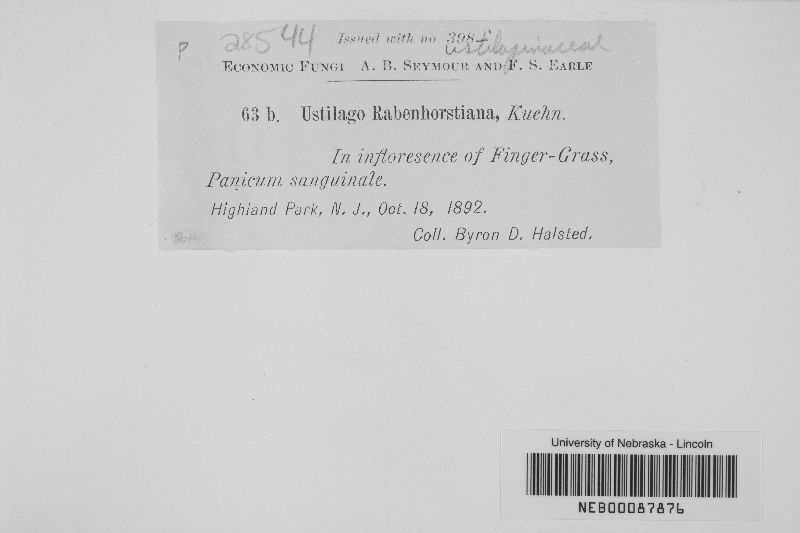 P 28544 Issued with no. 398
Ustilaginaceae
ECONOMIC FUNGI A. B. SEYMOUR AND F. S. EARLE
63 b. Ustilago Rabenhorstiana, Kuehn.
In infloresence of Finger-Grass,
Panicum sanguinale.
Highland Park, N. J., Oct. 18, 1892.
Coll. Byron D. Halsted.
University of Nebraska - Lincoln
NEB00087876